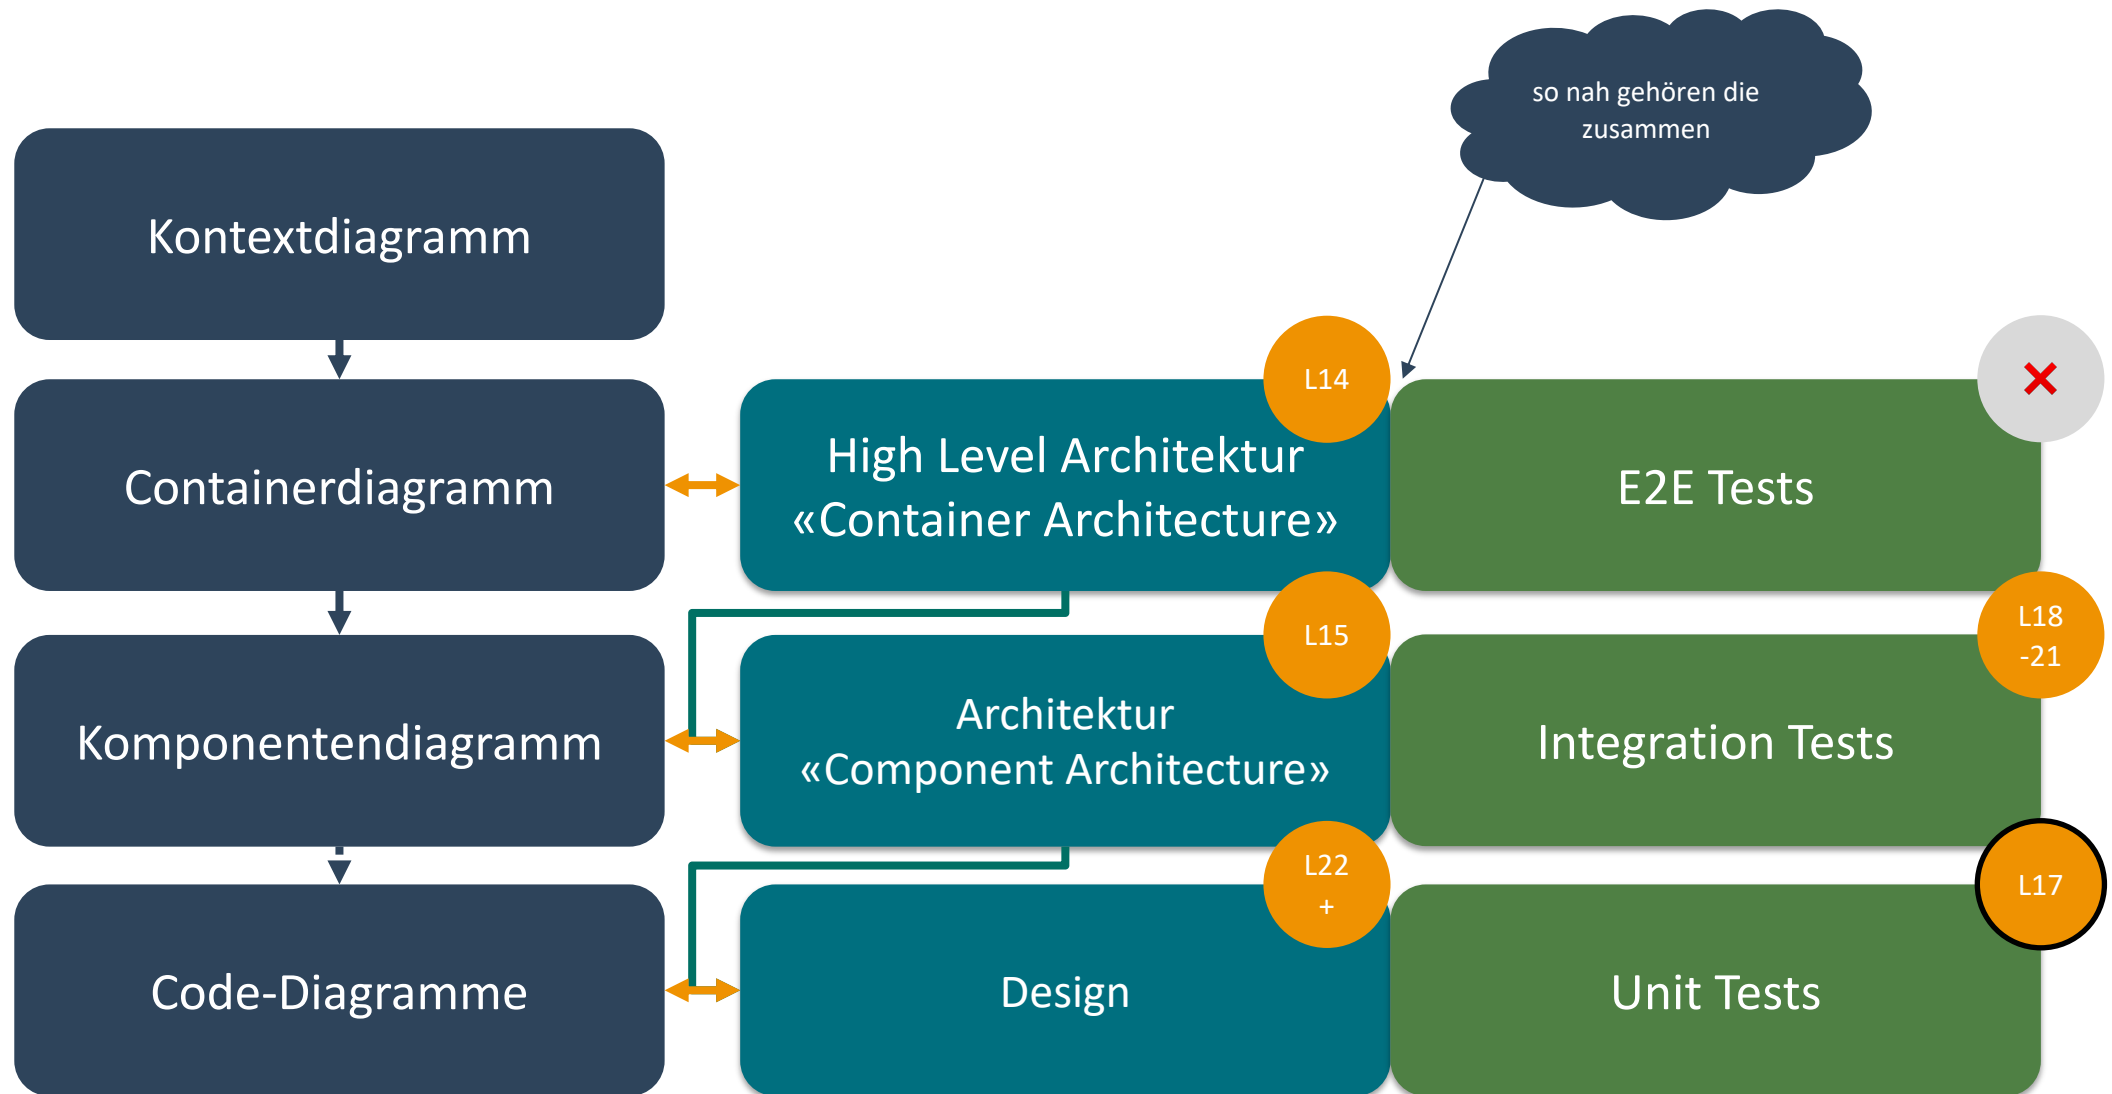 so nah gehören die
zusammen
Kontextdiagramm
L14
×
Containerdiagramm
High Level Architektur
«Container Architecture»
E2E Tests
L15
L18
-21
Komponentendiagramm
Architektur
«Component Architecture»
Integration Tests
L22
+
L17
Code-Diagramme
Design
Unit Tests